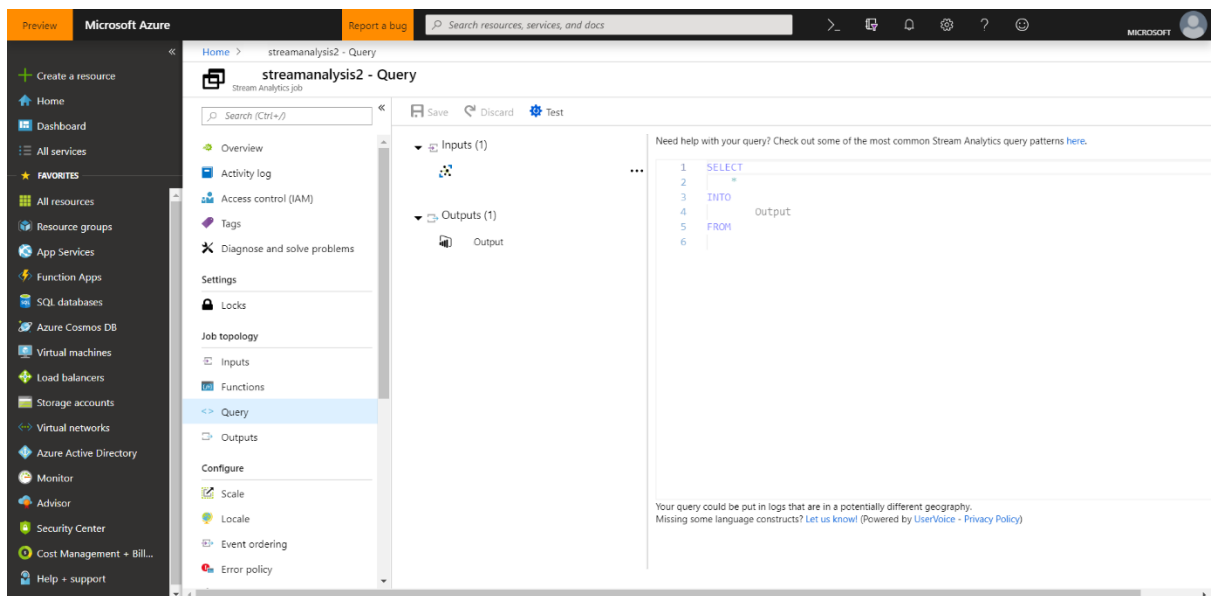 Preview
Microsoft Azure
Report a bug
Search resources, services, and docs
MICROSOFT
Create a resource
Home
Dashboard
All services
FAVORITES
All resources
Resource groups
App Services
Function Apps
SQL databases
Azure Cosmos DB
Virtual machines
Load balancers
Storage accounts
Virtual networks
Azure Active Directory
Monitor
Advisor
Security Center
Cost Management + Bill...
Help + support
Home > streamanalysis2 - Query
streamanalysis2 - Query
Stream Analytics job
Search (Ctrl+/)
Overview
Activity log
Access control (IAM)
Tags
Diagnose and solve problems
Settings
Locks
Job topology
Inputs
Functions
<> Query
Outputs
Configure
Scale
Locale
Event ordering
Error policy
Save Discard Test
Inputs (1)
...
Outputs (1)
Output
Need help with your query? Check out some of the most common Stream Analytics query patterns here.
1 SELECT
2 *
3 INTO
4 Output
5 FROM
6
Your query could be put in logs that are in a potentially different geography.
Missing some language constructs? Let us know! (Powered by UserVoice - Privacy Policy)